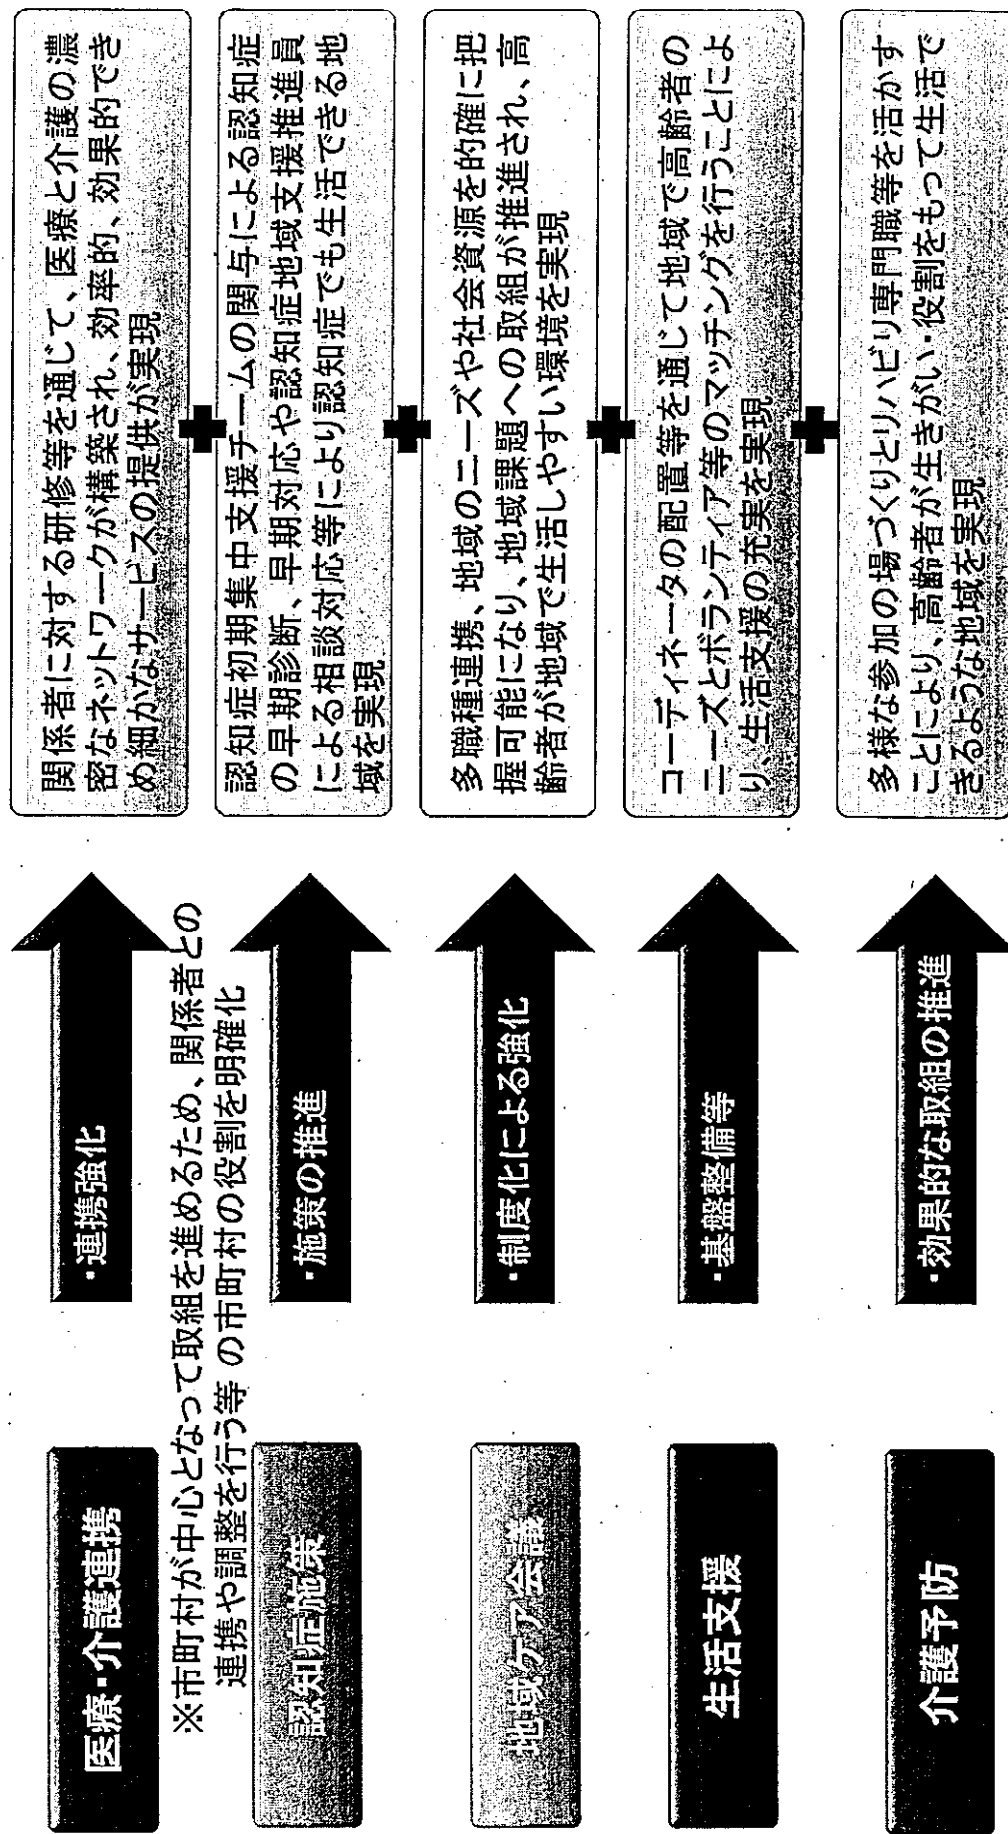 医療・介護連携
・連携強化
関係者に対する研修等を通じて、医療と介護の濃
密なネットワークが構築され、効率的、効果的でき
め細かなサービスの提供が実現
※市町村が中心となって取組を進めるため、関係者との
連携や調整を行う等 の市町村の役割を明確化
認知症施策
・施策の推進
認知症初期集中支援チームの関与による認知症
の早期診断、早期対応や認知症地域支援推進員
による相談対応等により認知症でも生活できる地
域を実現
地域ケア会議
・制度化による強化
多職種連携、地域のニーズや社会資源を的確に把
握可能になり、地域課題への取組が推進され、高
齢者が地域で生活しやすい環境を実現
生活支援
・基盤整備等
コーディネータの配置等を通じて地域で高齢者の
ニーズとボランティア等のマッチングを行うことによ
り、生活支援の充実を実現
介護予防
・効果的な取組の推進
多様な参加の場づくりとリハビリ専門職等を活かす
ことにより、高齢者が生きがい・役割をもって生活で
きるような地域を実現